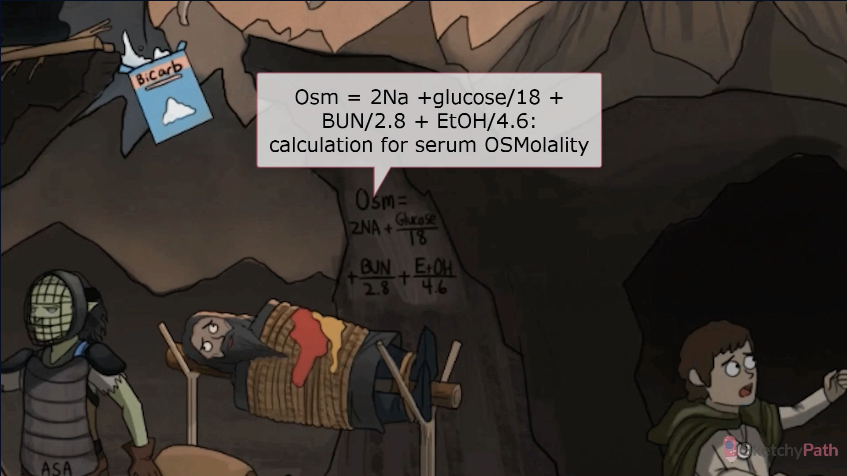 BiCarb
Osm = 2Na +glucose/18 +
BUN/2.8 + EtOH/4.6:
calculation for serum OSMolality
Osm=
2NA + Glucose/18
+ BUN/2.8 + EtOH/4.6
ASA
SketchyPath